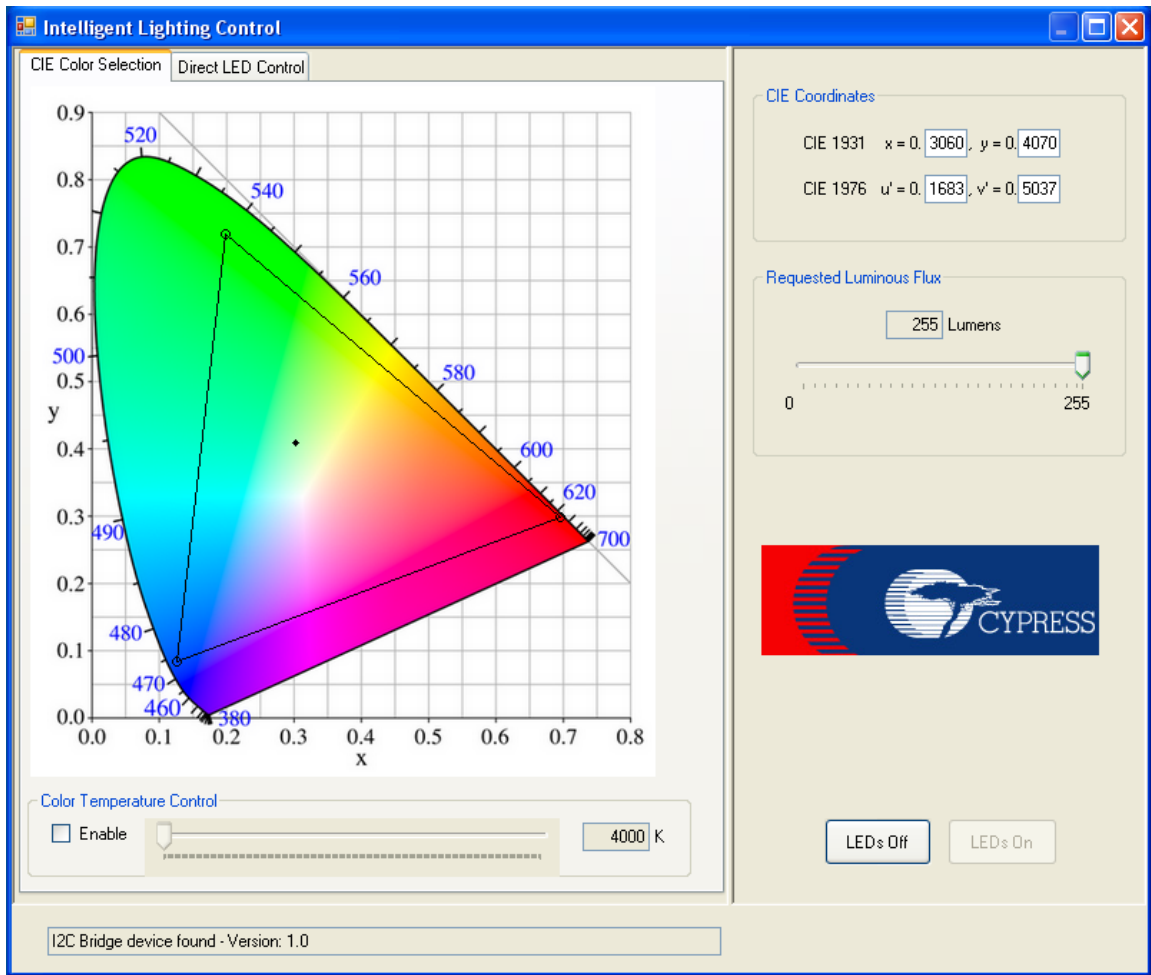 Intelligent Lighting Control
CIE Color Selection
Direct LED Control
0.9
0.8
0.7
0.6
0.5
0.4
0.3
0.2
0.1
0.0
y
520
540
560
580
600
620
700
500
490
480
470
460
380
0.0 0.1 0.2 0.3 0.4 0.5 0.6 0.7 0.8
x
Color Temperature Control
Enable
4000 K
CIE Coordinates
CIE 1931 x = 0. 3060 , y = 0. 4070
CIE 1976 u' = 0. 1683 , v' = 0. 5037
Requested Luminous Flux
255 Lumens
0 255
CYPRESS
LEDs Off
LEDs On
I2C Bridge device found - Version: 1.0